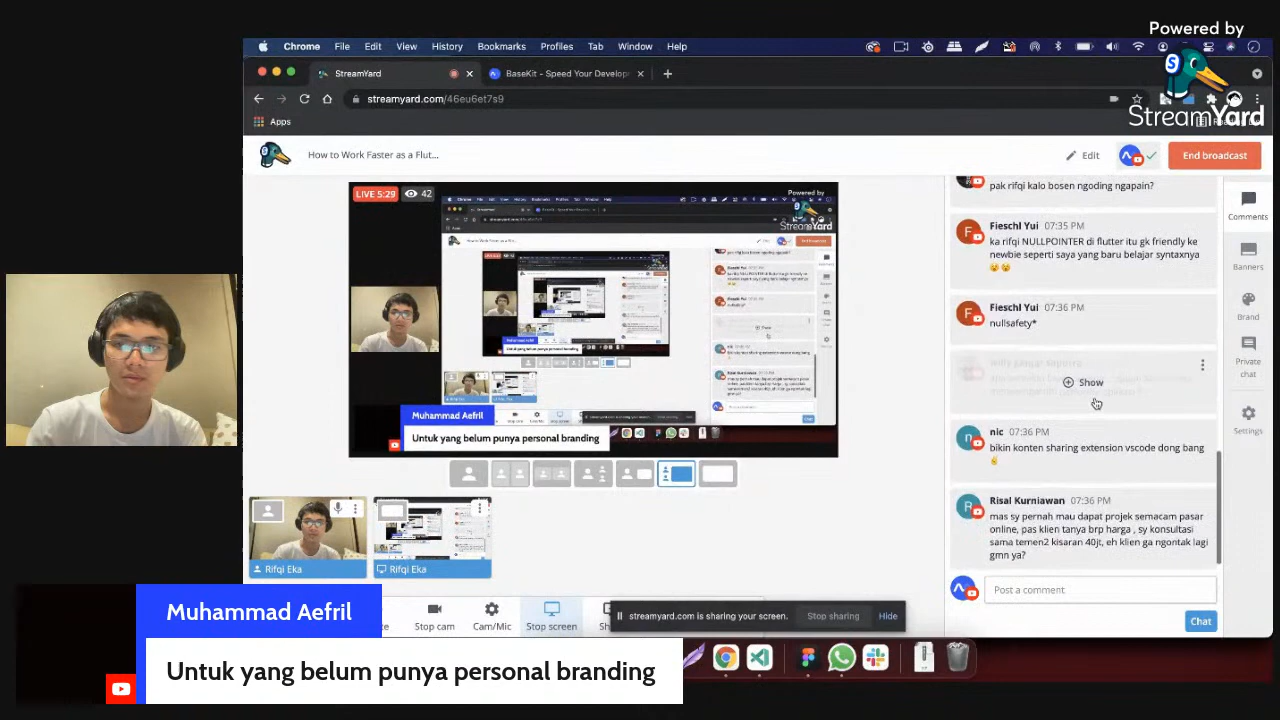 Powered by
StreamYard
Chrome File Edit View History Bookmarks Profiles Tab Window Help
StreamYard
BaseKit - Speed Your Develop
streamyard.com/46eu6et7s9
Apps
How to Work Faster as a Flut...
Edit
End broadcast
LIVE 5:29
42
Powered by
StreamYard
pak rifqi kalo bikin ginian ngapain?
Fieschl Yui 07:35 PM
ka rifqi NULLPOINTER di flutter itu gk friendly ke
newbie seperti saya yang baru belajar syntaxnya
Fieschl Yui 07:36 PM
nullsafety*
Show
nic 07:36 PM
bikin konten sharing extension vscode dong bang
Risal Kurniawan 07:36 PM
mas sy pernah mau dapat projek semacam pasar
online, pas klien tanya brp harga , sy konsultasi
sama temen2 kisaran 40jt, eh klien ga ngontak lagi
gmn ya?
Post a comment
Chat
Comments
Banners
Brand
Private
chat
Settings
Muhammad Aefril
Untuk yang belum punya personal branding
Rifqi Eka
Rifqi Eka
Stop cam
Cam/Mic
Stop screen
streamyard.com is sharing your screen.
Stop sharing
Hide
Muhammad Aefril
Untuk yang belum punya personal branding